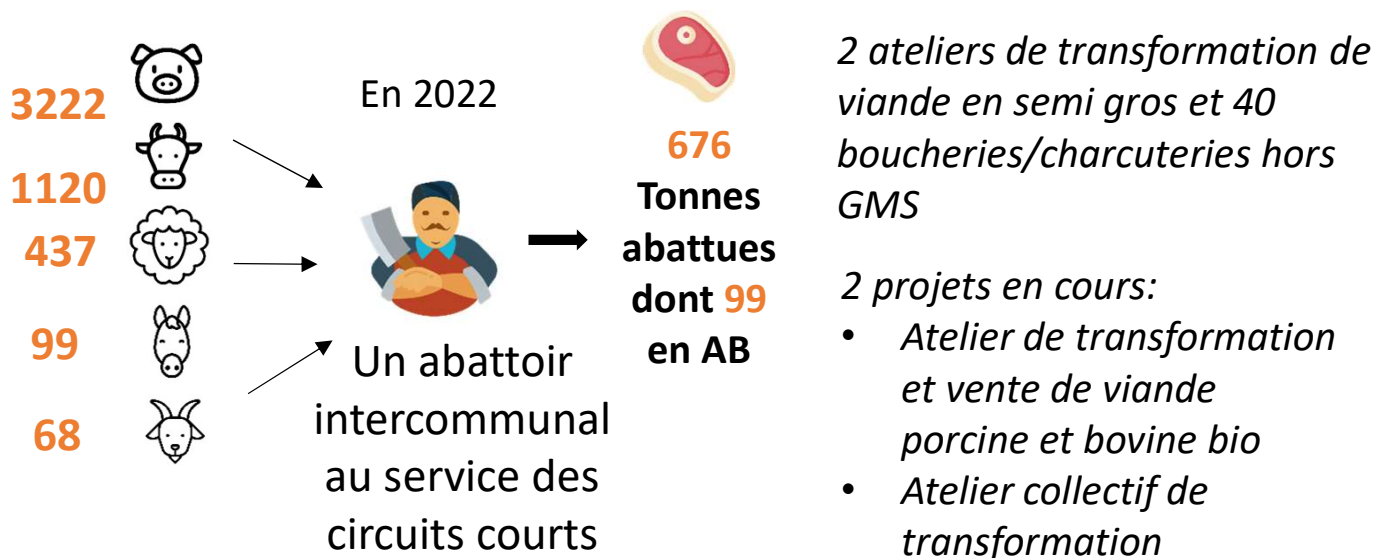 3222
1120
437
99
68
En 2022
Un abattoir
intercommunal
au service des
circuits courts
676
Tonnes
abattues
dont 99
en AB
2 ateliers de transformation de
viande en semi gros et 40
boucheries/charcuteries hors
GMS
2 projets en cours:
• Atelier de transformation
et vente de viande
porcine et bovine bio
• Atelier collectif de
transformation